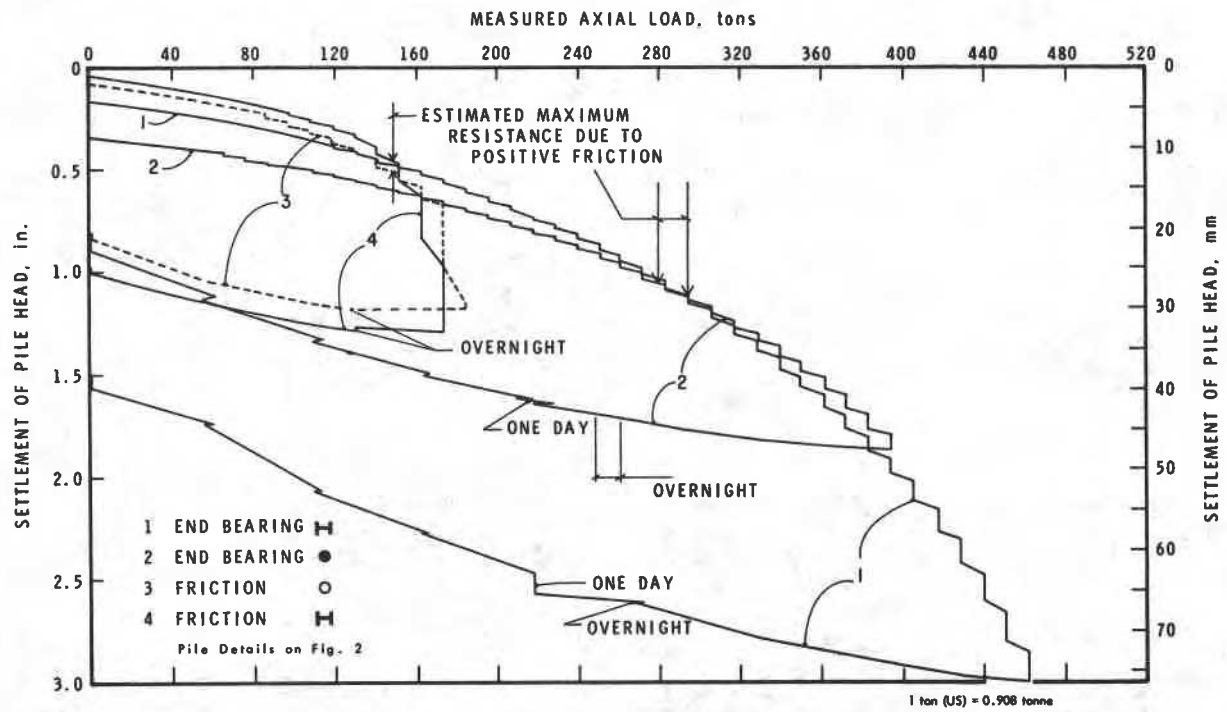 MEASURED AXIAL LOAD, tons
0 40 80 120 160 200 240 280 320 360 400 440 480 520
SETTLEMENT OF PILE HEAD, in.
0
0.5
1.0
1.5
2.0
2.5
3.0
SETTLEMENT OF PILE HEAD, mm
0
10
20
30
40
50
60
70
ESTIMATED MAXIMUM
RESISTANCE DUE TO
POSITIVE FRICTION
1
2
3
4
OVERNIGHT
2
ONE DAY
OVERNIGHT
1
ONE DAY
OVERNIGHT
1 END BEARING
2 END BEARING
3 FRICTION
4 FRICTION
Pile Details on Fig. 2
1 ton (US) = 0.908 tonne